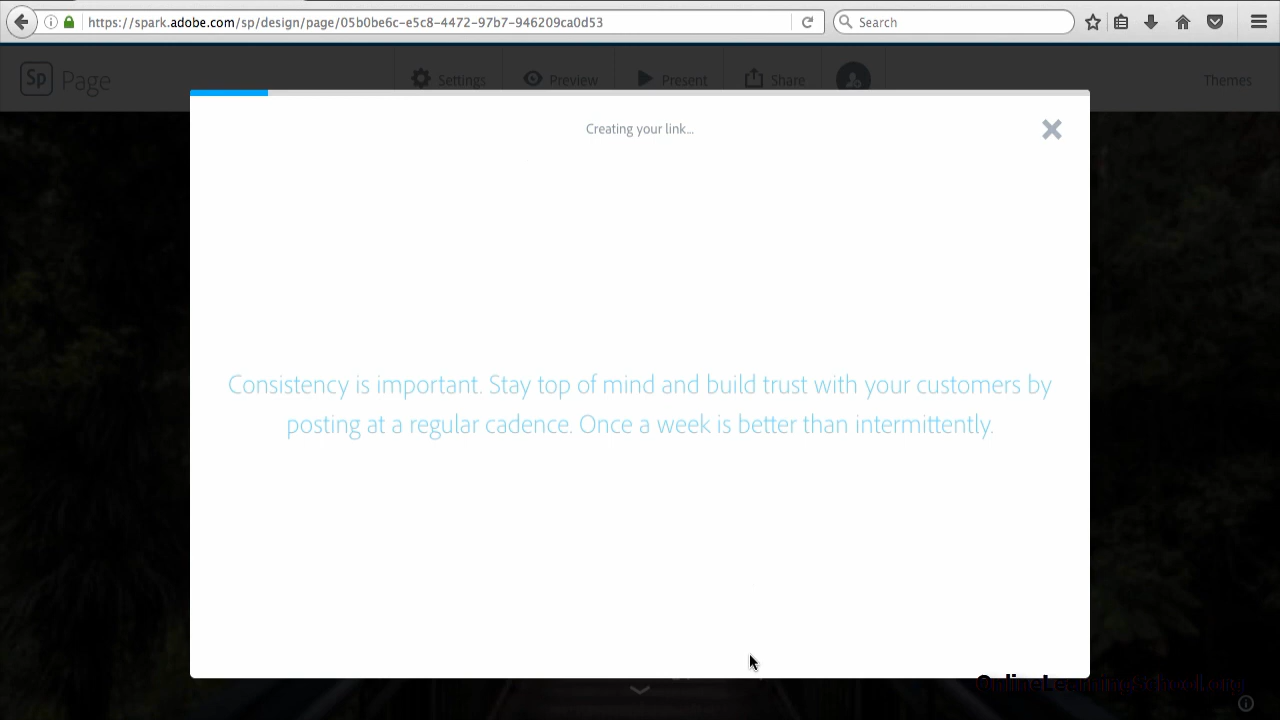 https://spark.adobe.com/sp/design/page/05b0be6c-e5c8-4472-97b7-946209ca0d53
Search
Sp Page
Settings
Preview
Present
Share
Themes
Creating your link...
Consistency is important. Stay top of mind and build trust with your customers by
posting at a regular cadence. Once a week is better than intermittently.
OnlineLearningSchool.org